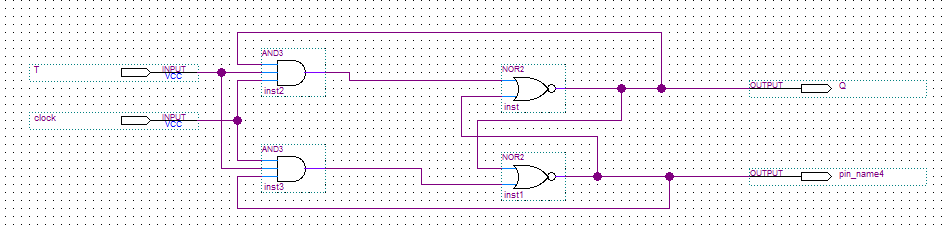 AND3
T
INPUT
VCC
NOR2
OUTPUT
Q
inst2
inst
clock
INPUT
VCC
AND3
NOR2
OUTPUT
pin_name4
inst3
inst1